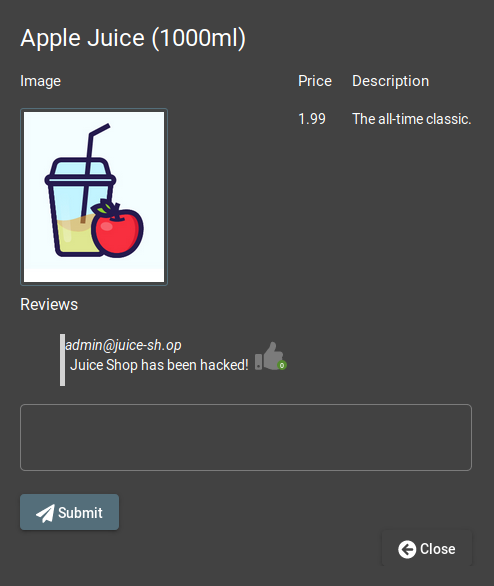 Apple Juice (1000ml)
Image Price Description
1.99 The all-time classic.
Reviews
admin@juice-sh.op
Juice Shop has been hacked! 0
Submit
Close